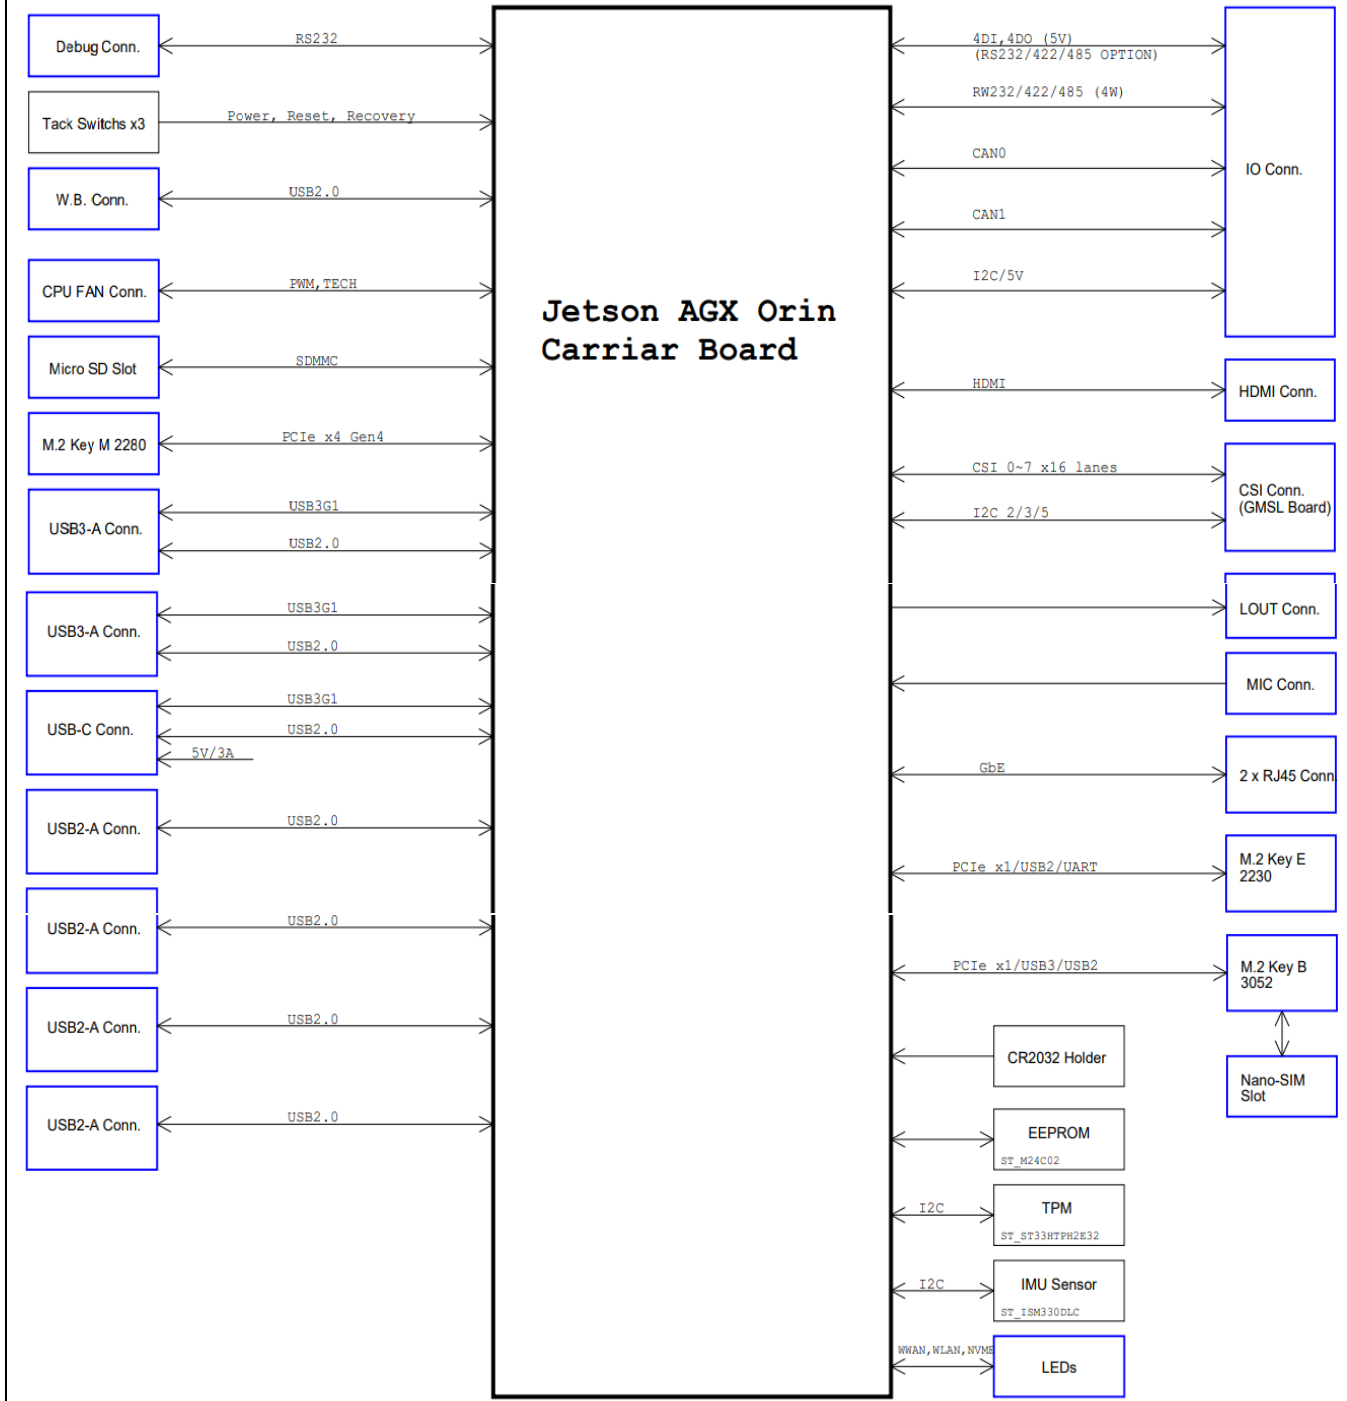 Debug Conn.
RS232
Tack Switchs x3
Power, Reset, Recovery
W.B. Conn.
USB2.0
CPU FAN Conn.
PWM,TECH
Micro SD Slot
SDMMC
M.2 Key M 2280
PCIe x4 Gen4
USB3-A Conn.
USB3G1
USB2.0
USB3-A Conn.
USB3G1
USB2.0
USB-C Conn.
USB3G1
USB2.0
5V/3A
USB2-A Conn.
USB2.0
USB2-A Conn.
USB2.0
USB2-A Conn.
USB2.0
USB2-A Conn.
USB2.0
Jetson AGX Orin
Carriar Board
4DI,4DO (5V)
(RS232/422/485 OPTION)
RW232/422/485 (4W)
CAN0
CAN1
I2C/5V
IO Conn.
HDMI
HDMI Conn.
CSI 0~7 x16 lanes
I2C 2/3/5
CSI Conn.
(GMSL Board)
LOUT Conn.
MIC Conn.
GbE
2 x RJ45 Conn.
PCIe x1/USB2/UART
M.2 Key E
2230
PCIe x1/USB3/USB2
M.2 Key B
3052
Nano-SIM
Slot
CR2032 Holder
EEPROM
ST_M24C02
I2C
TPM
ST_ST33HTPH2E32
I2C
IMU Sensor
ST_ISM330DLC
WWAN,WLAN,NVME
LEDs